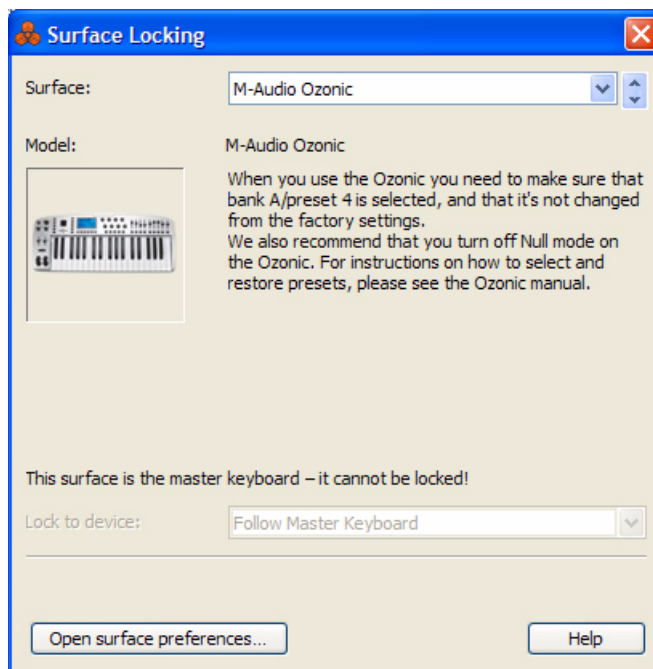 Surface Locking
Surface:
M-Audio Ozonic
Model:
M-Audio Ozonic
When you use the Ozonic you need to make sure that
bank A/preset 4 is selected, and that it's not changed
from the factory settings.
We also recommend that you turn off Null mode on
the Ozonic. For instructions on how to select and
restore presets, please see the Ozonic manual.
This surface is the master keyboard – it cannot be locked!
Lock to device:
Follow Master Keyboard
Open surface preferences...
Help